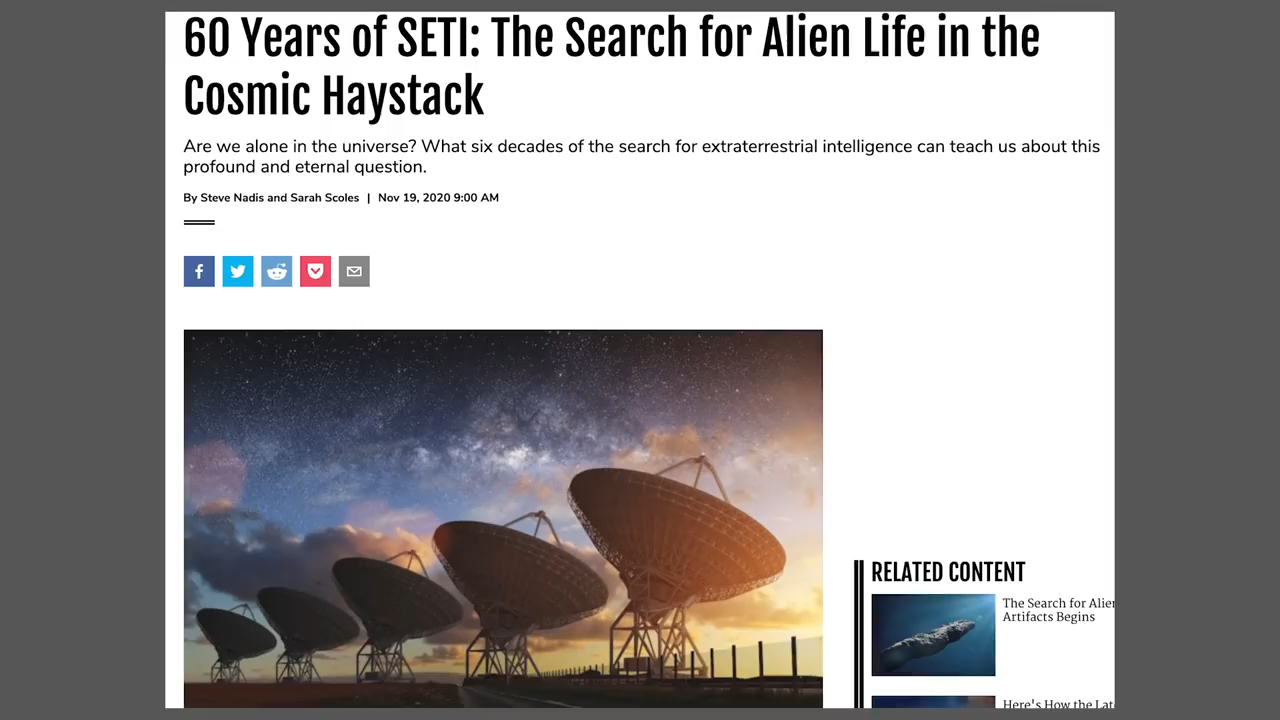 60 Years of SETI: The Search for Alien Life in the
Cosmic Haystack
Are we alone in the universe? What six decades of the search for extraterrestrial intelligence can teach us about this
profound and eternal question.
By Steve Nadis and Sarah Scoles | Nov 19, 2020 9:00 AM
RELATED CONTENT
The Search for Alien
Artifacts Begins
Here's How the